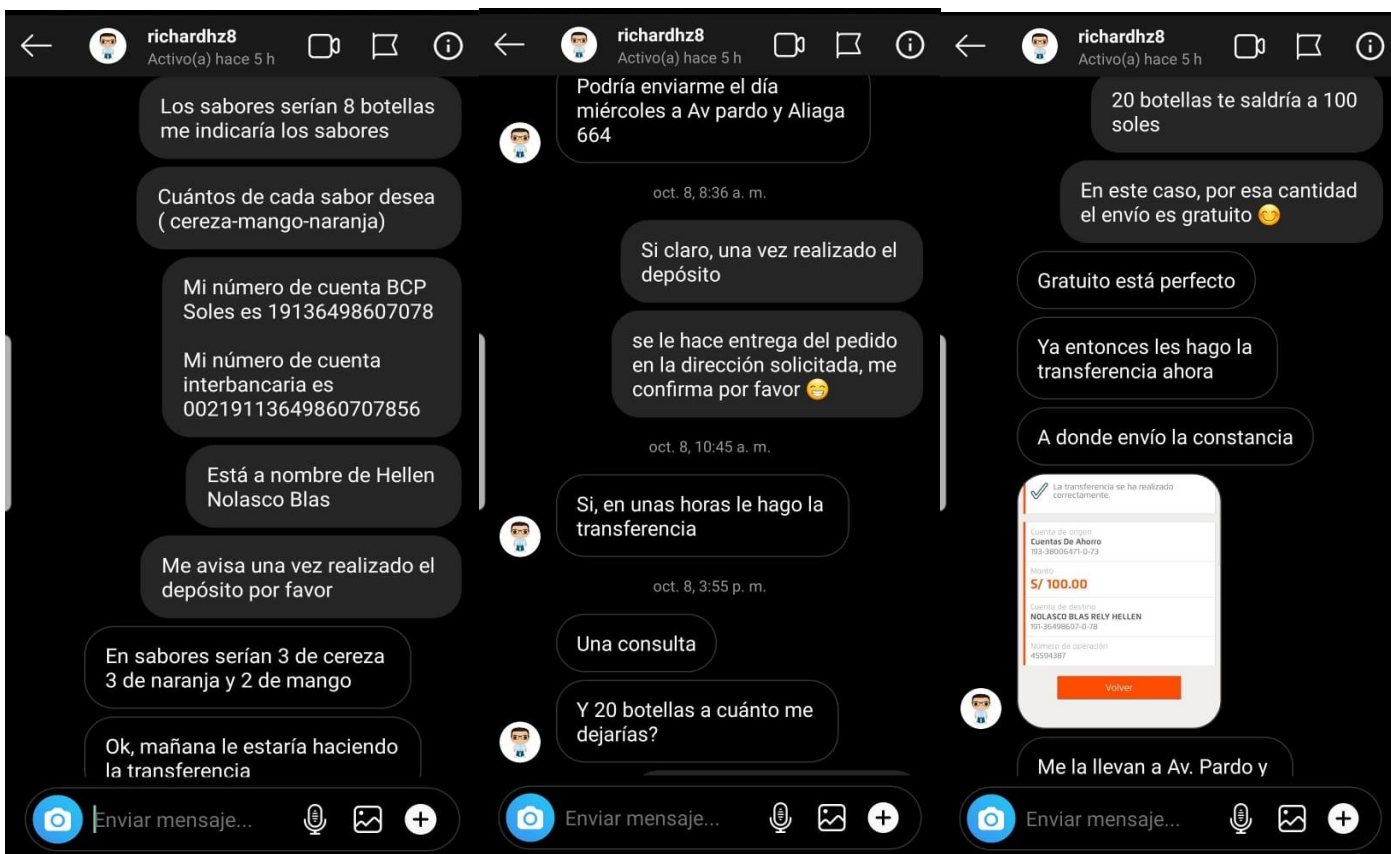 richardhz8
Activo(a) hace 5 h
Los sabores serían 8 botellas
me indicaría los sabores
Cuántos de cada sabor desea
( cereza-mango-naranja)
Mi número de cuenta BCP
Soles es 19136498607078
Mi número de cuenta
interbancaria es
00219113649860707856
Está a nombre de Hellen
Nolasco Blas
Me avisa una vez realizado el
depósito por favor
En sabores serían 3 de cereza
3 de naranja y 2 de mango
Ok, mañana le estaría haciendo
la transferencia
Enviar mensaje...
richardhz8
Activo(a) hace 5 h
Podría enviarme el día
miércoles a Av pardo y Aliaga
664
oct. 8, 8:36 a. m.
Si claro, una vez realizado el
depósito
se le hace entrega del pedido
en la dirección solicitada, me
confirma por favor 😁
oct. 8, 10:45 a. m.
Si, en unas horas le hago la
transferencia
oct. 8, 3:55 p. m.
Una consulta
Y 20 botellas a cuánto me
dejarías?
Enviar mensaje...
richardhz8
Activo(a) hace 5 h
20 botellas te saldría a 100
soles
En este caso, por esa cantidad
el envío es gratuito 😊
Gratuito está perfecto
Ya entonces les hago la
transferencia ahora
A donde envío la constancia
La transferencia se ha realizado
correctamente.
Cuenta de origen
Cuentas De Ahorro
193-38006471-0-73
Monto
S/ 100.00
Cuenta de destino
NOLASCO BLAS RELY HELLEN
191-36498607-0-78
Número de operación
45594387
Volver
Me la llevan a Av. Pardo y
Enviar mensaje...